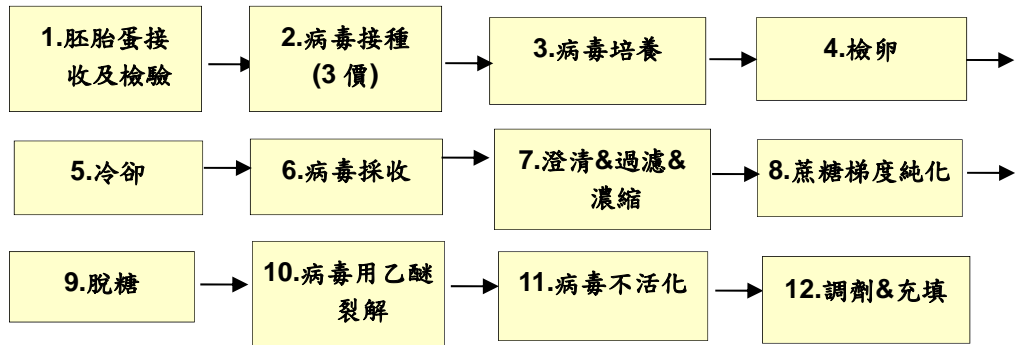 1.胚胎蛋接
收及檢驗
2.病毒接種
(3 價)
3.病毒培養
4.檢卵
5.冷卻
6.病毒採收
7.澄清&過濾&
濃縮
8.蔗糖梯度純化
9.脫糖
10.病毒用乙醚
裂解
11.病毒不活化
12.調劑&充填